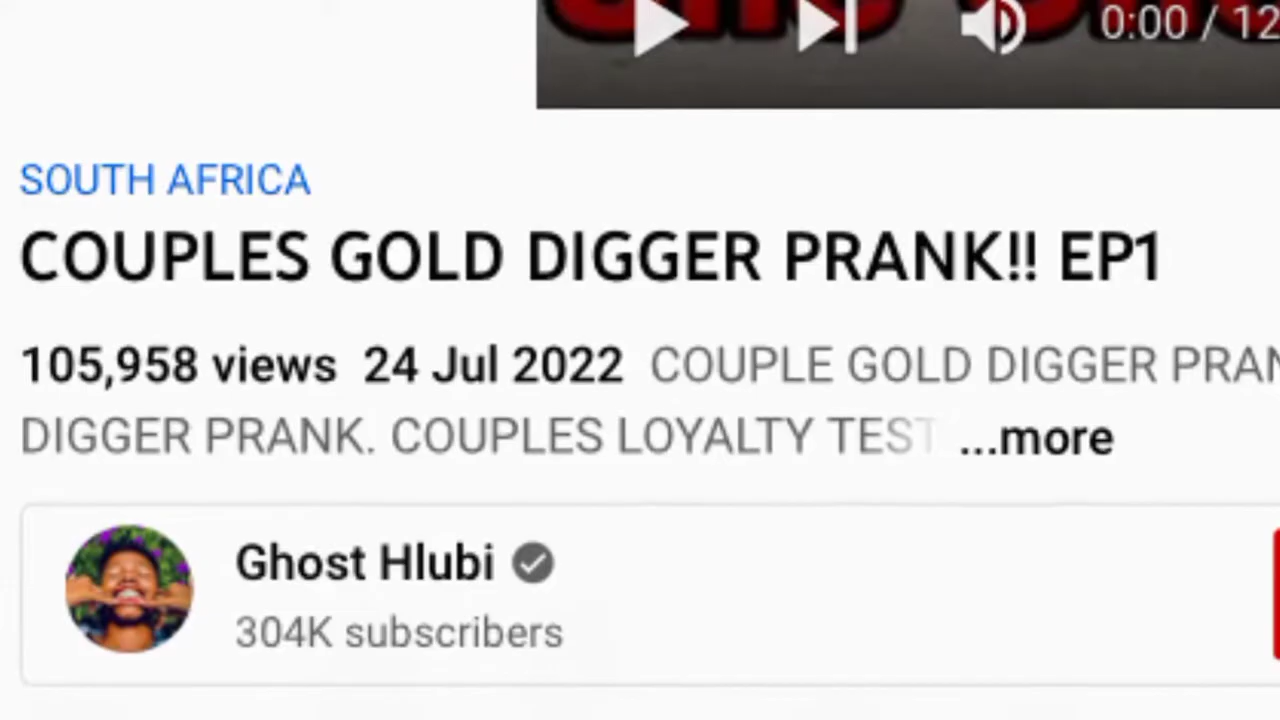 0:00 / 12
SOUTH AFRICA
COUPLES GOLD DIGGER PRANK!! EP1
105,958 views 24 Jul 2022 COUPLE GOLD DIGGER PRAN
DIGGER PRANK. COUPLES LOYALTY TEST ...more
Ghost Hlubi
304K subscribers